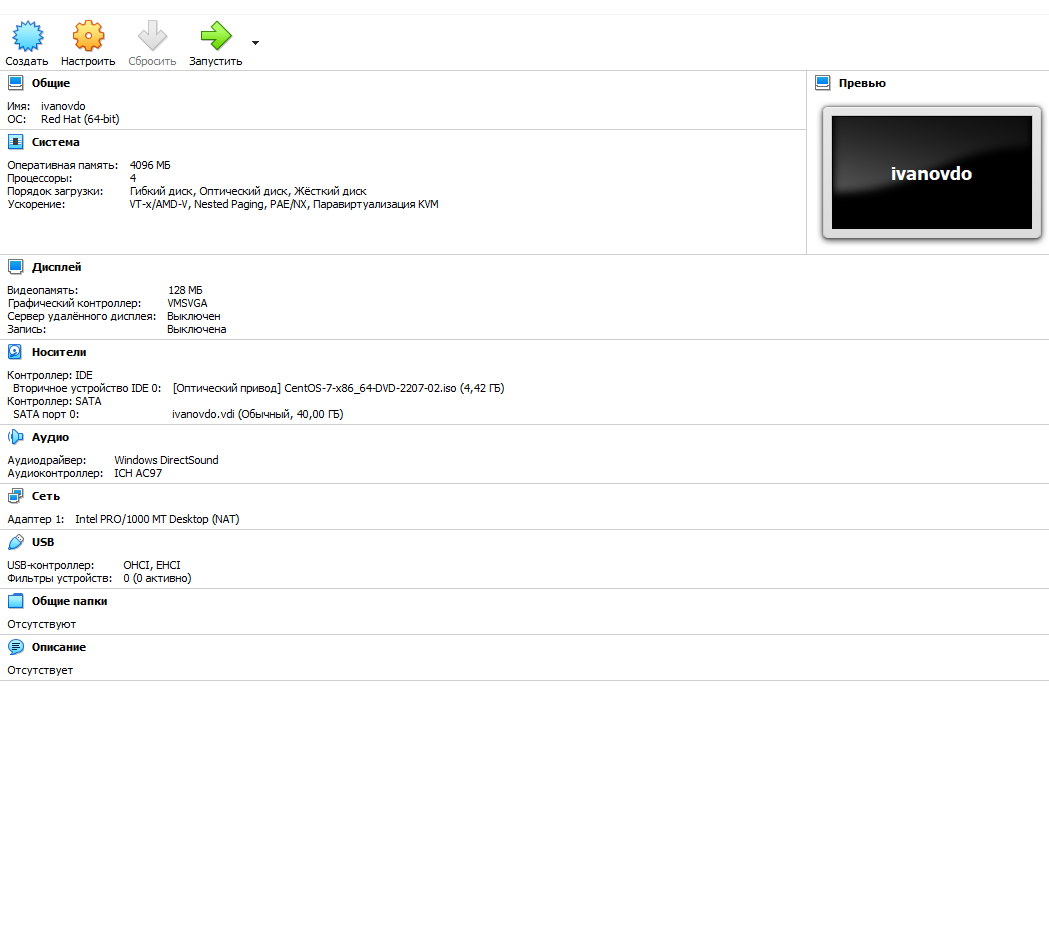 Создать Настроить Сбросить Запустить
Общие
Имя: ivanovdo
ОС: Red Hat (64-bit)
Превью
ivanovdo
Система
Оперативная память: 4096 МБ
Процессоры: 4
Порядок загрузки: Гибкий диск, Оптический диск, Жёсткий диск
Ускорение: VT-x/AMD-V, Nested Paging, PAE/NX, Паравиртуализация KVM
Дисплей
Видеопамять: 128 МБ
Графический контроллер: VMSVGA
Сервер удалённого дисплея: Выключен
Запись: Выключена
Носители
Контроллер: IDE
Вторичное устройство IDE 0: [Оптический привод] CentOS-7-x86_64-DVD-2207-02.iso (4,42 ГБ)
Контроллер: SATA
SATA порт 0: ivanovdo.vdi (Обычный, 40,00 ГБ)
Аудио
Аудиодрайвер: Windows DirectSound
Аудиоконтроллер: ICH AC97
Сеть
Адаптер 1: Intel PRO/1000 MT Desktop (NAT)
USB
USB-контроллер: OHCI, EHCI
Фильтры устройств: 0 (0 активно)
Общие папки
Отсутствуют
Описание
Отсутствует